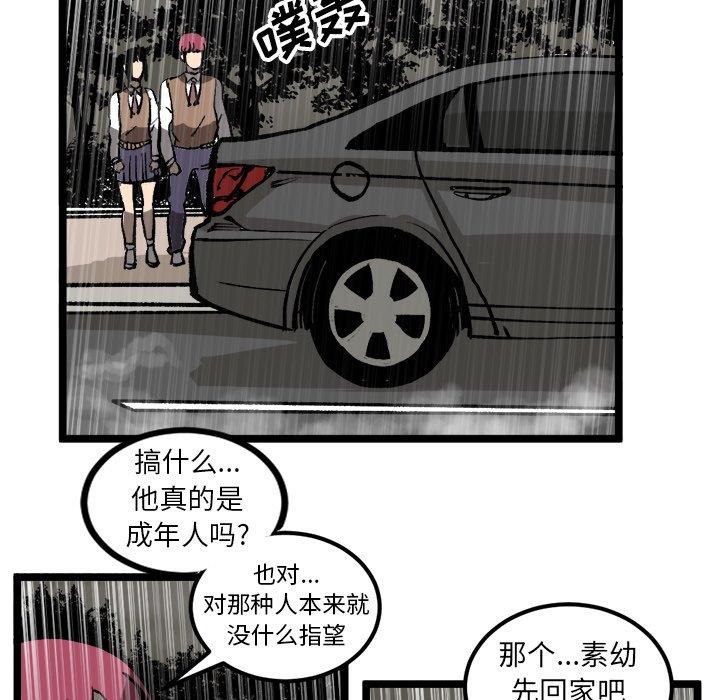 噗轰
搞什么...
他真的是
成年人吗?
也对...
对那种人本来就
没什么指望
那个...素幼
先回家吧